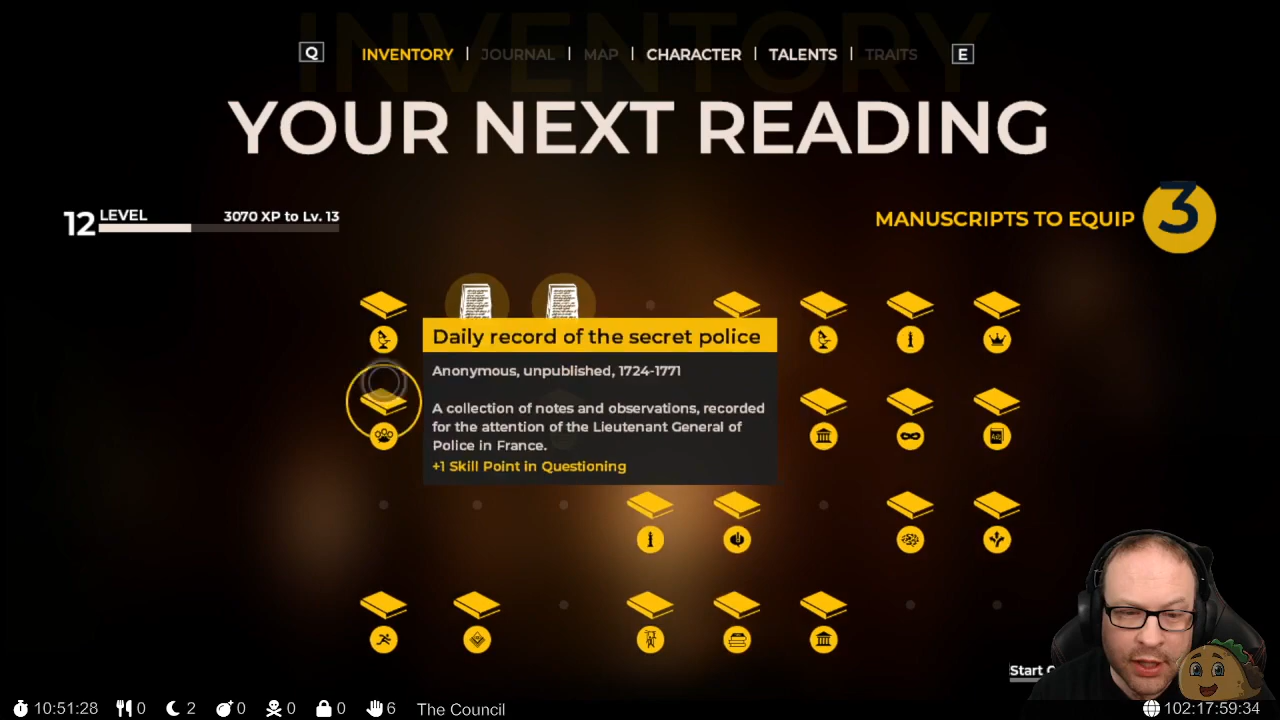 INVENTORY
Q
INVENTORY | JOURNAL | MAP | CHARACTER | TALENTS | TRAITS
E
YOUR NEXT READING
12 LEVEL
3070 XP to Lv. 13
MANUSCRIPTS TO EQUIP
3
Daily record of the secret police
Anonymous, unpublished, 1724-1771
A collection of notes and observations, recorded
for the attention of the Lieutenant General of
Police in France.
+1 Skill Point in Questioning
Start
10:51:28 0 2 0 0 0 6 The Council
102:17:59:34